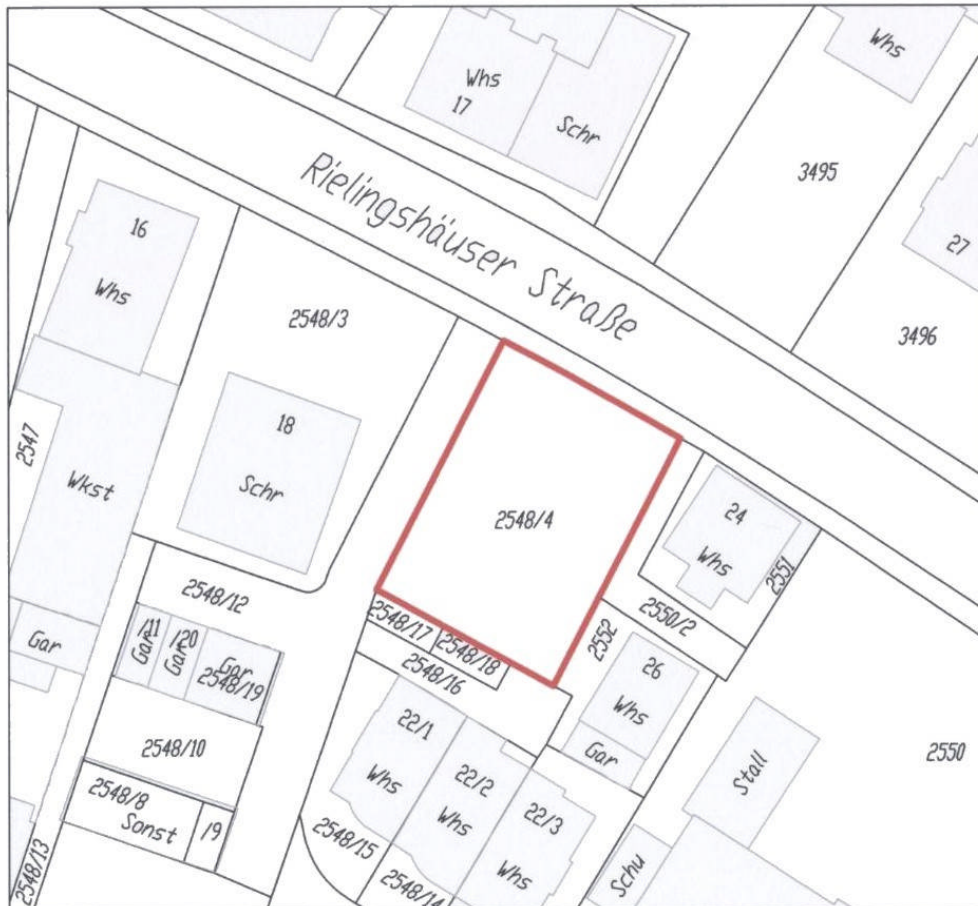 Whs
Whs
17
Schr
3495
27
16
Whs
Rielingshäuser Straße
2548/3
3496
18
Schr
2547
Wkst
2548/4
24
Whs
2551
2548/12
2550/2
2548/17
2548/18
2552
/11
Gar
/20
Gar
Gar
2548/19
Gar
2548/16
26
Whs
22/1
Gar
2548/10
2550
Whs
22/2
Whs
Stall
2548/8
Sonst
/9
22/3
Whs
2548/15
2548/13
2548/14
Schu